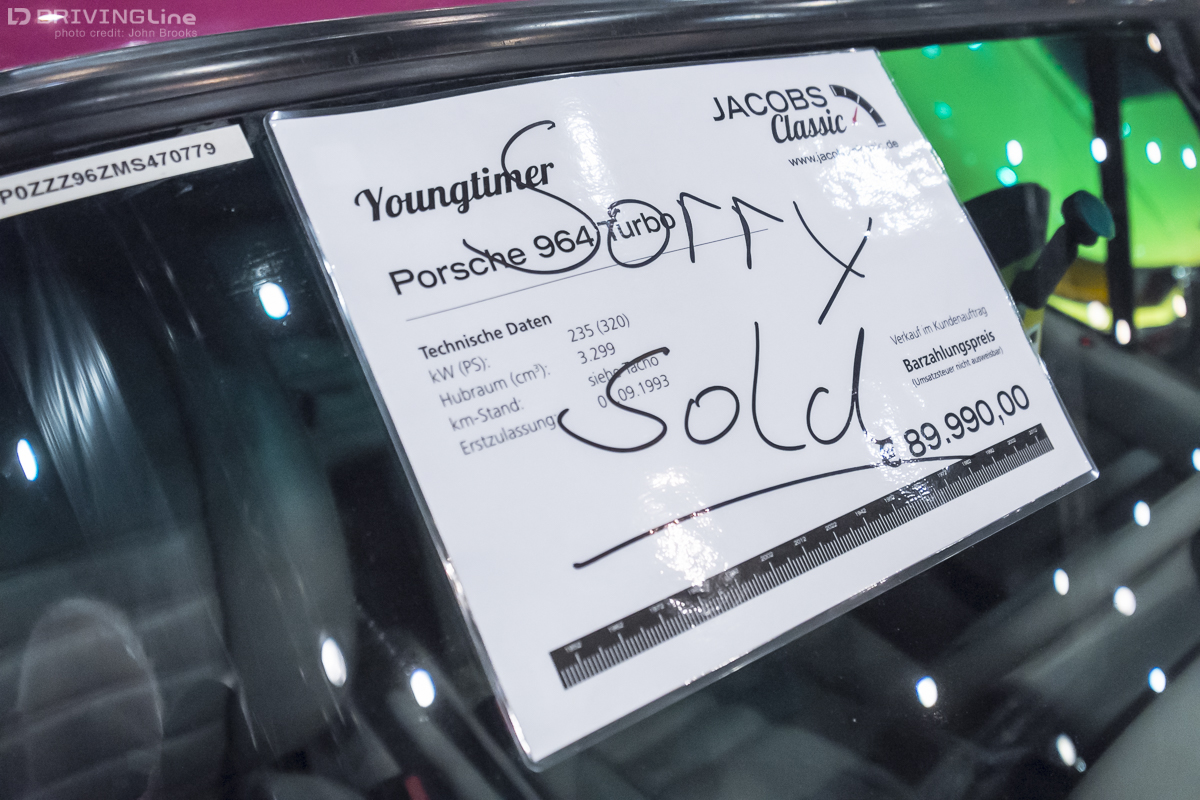 DRIVINGLine
photo credit: John Brooks
P0ZZZ96ZMS470779
JACOBS
Classic
Youngtimer
Porsche 964 Turbo
Sorry
Technische Daten
kW (PS): 235 (320)
Hubraum (cm³): 3.299
km-Stand: siehe Tacho
Erstzulassung: .09.1993
Sold
Verkauf im Kundenauftrag
Barzahlungspreis
(Umsatzsteuer nicht ausweisbar)
89.990,00